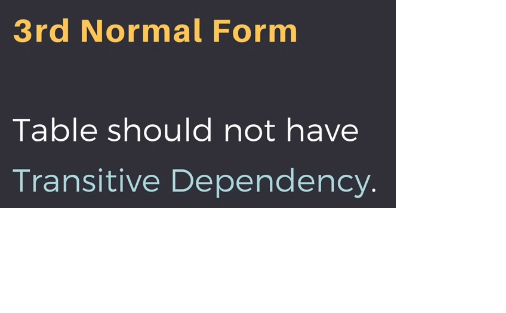 3rd Normal Form
Table should not have
Transitive Dependency.